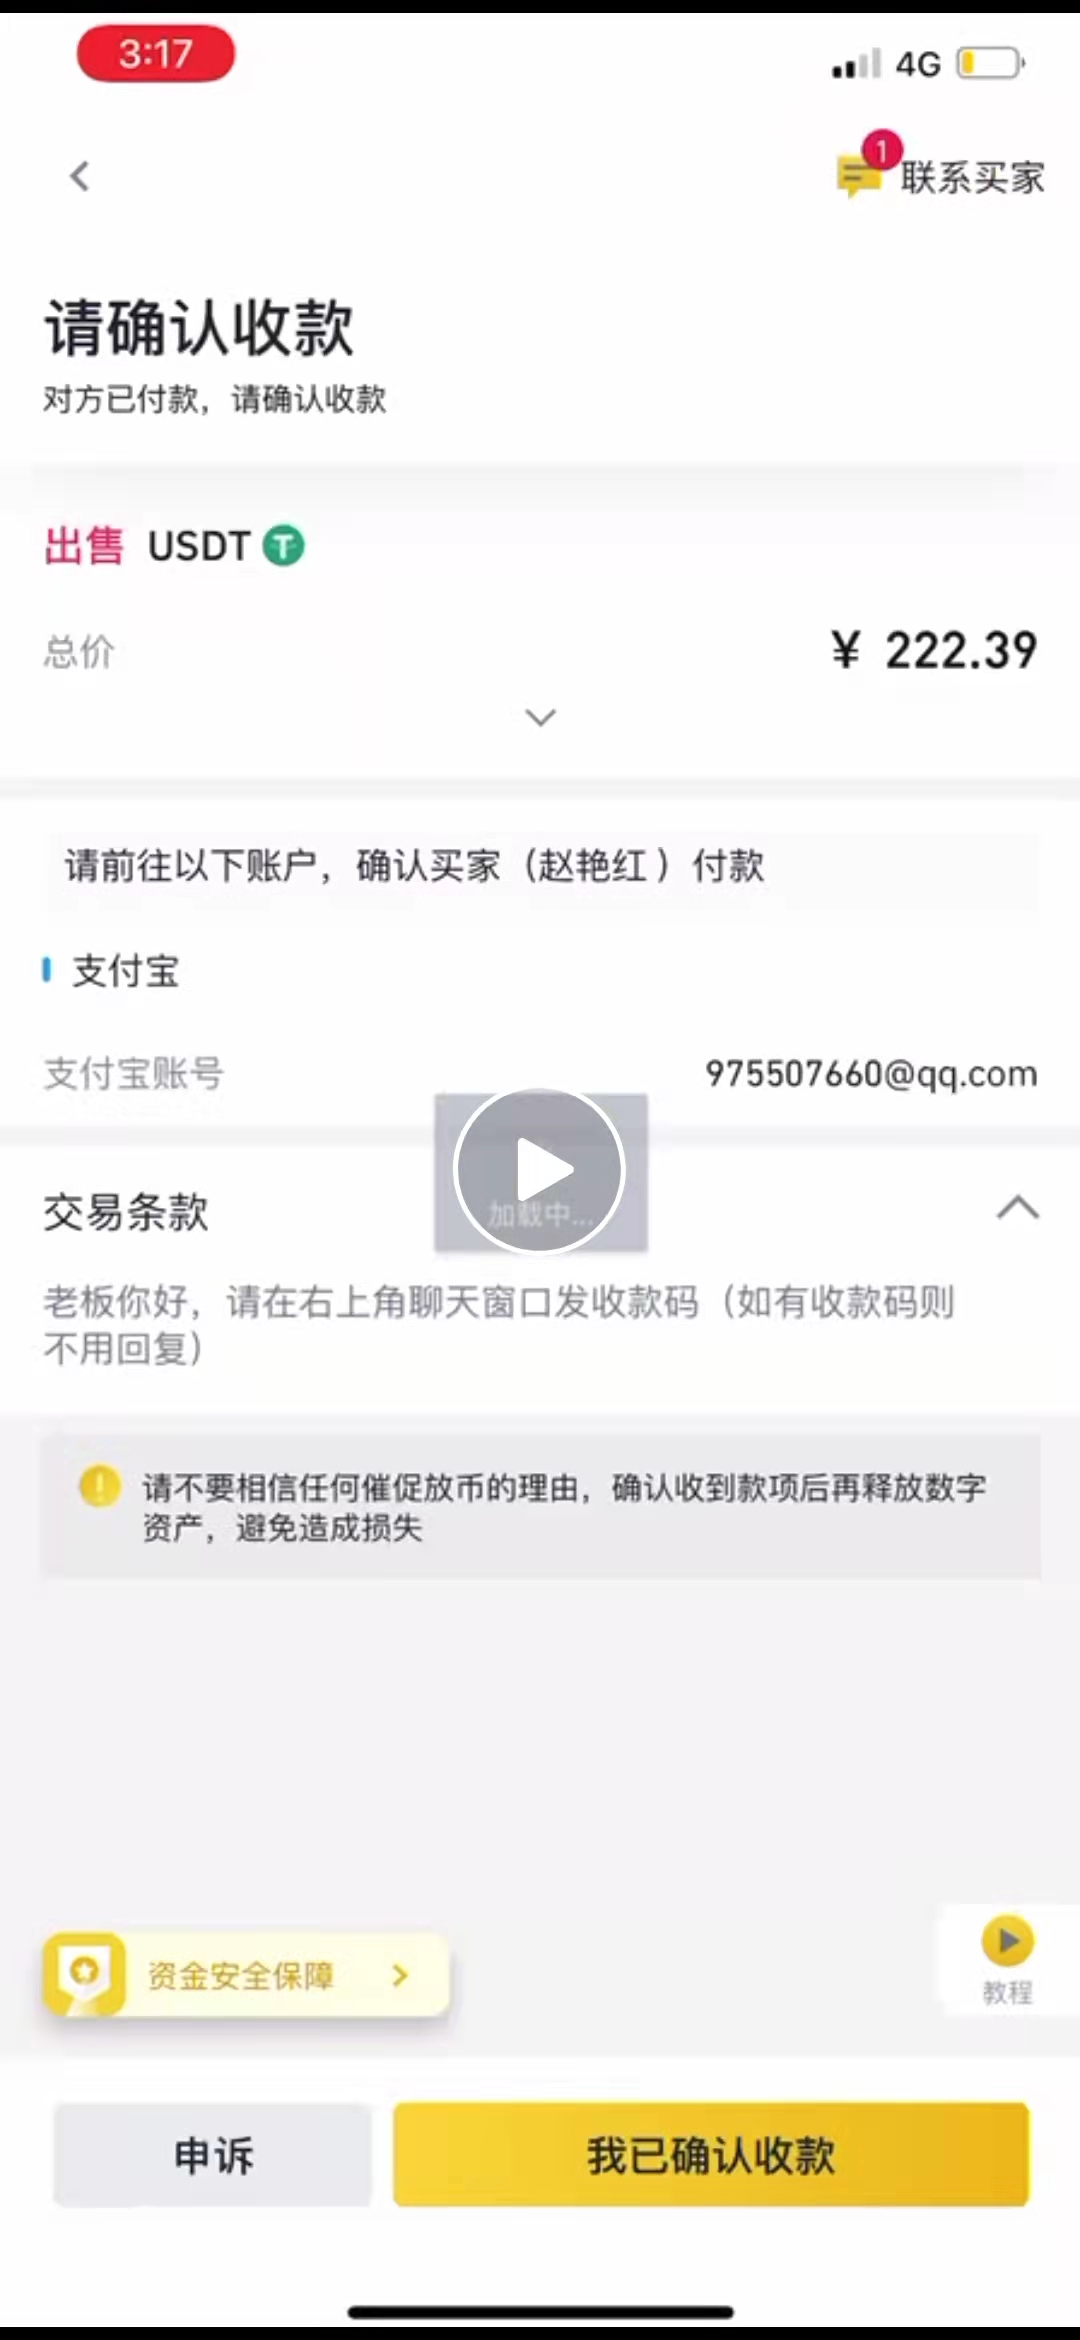 3:17
4G
1
联系买家
请确认收款
对方已付款，请确认收款
出售 USDT
总价
¥ 222.39
请前往以下账户，确认买家（赵艳红）付款
支付宝
支付宝账号
975507660@qq.com
加载中...
交易条款
老板你好，请在右上角聊天窗口发收款码（如有收款码则
不用回复）
请不要相信任何催促放币的理由，确认收到款项后再释放数字
资产，避免造成损失
资金安全保障
教程
申诉
我已确认收款